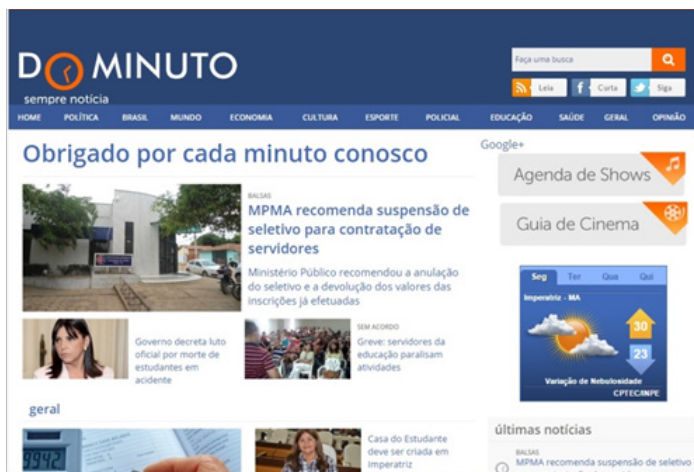 DO MINUTO
sempre notícia
Faça uma busca
Leia
f Curta
Siga
HOME POLÍTICA BRASIL MUNDO ECONOMIA CULTURA ESPORTE POLICIAL EDUCAÇÃO SAÚDE GERAL OPINIÃO
Obrigado por cada minuto conosco
BALSAS
MPMA recomenda suspensão de
seletivo para contratação de
servidores
Ministério Público recomendou a anulação
do seletivo e a devolução dos valores das
inscrições já efetuadas
Governo decreta luto
oficial por morte de
estudantes em
acidente
SEM ACORDO
Greve: servidores da
educação paralisam
atividades
Google+
Agenda de Shows
Guia de Cinema
Seg Ter Qua Qui
Imperatriz - MA
30
23
Variação de Nebulosidade
CPTEC/INPE
geral
9942
Casa do Estudante
deve ser criada em
Imperatriz
últimas notícias
BALSAS
MPMA recomenda suspensão de seletivo